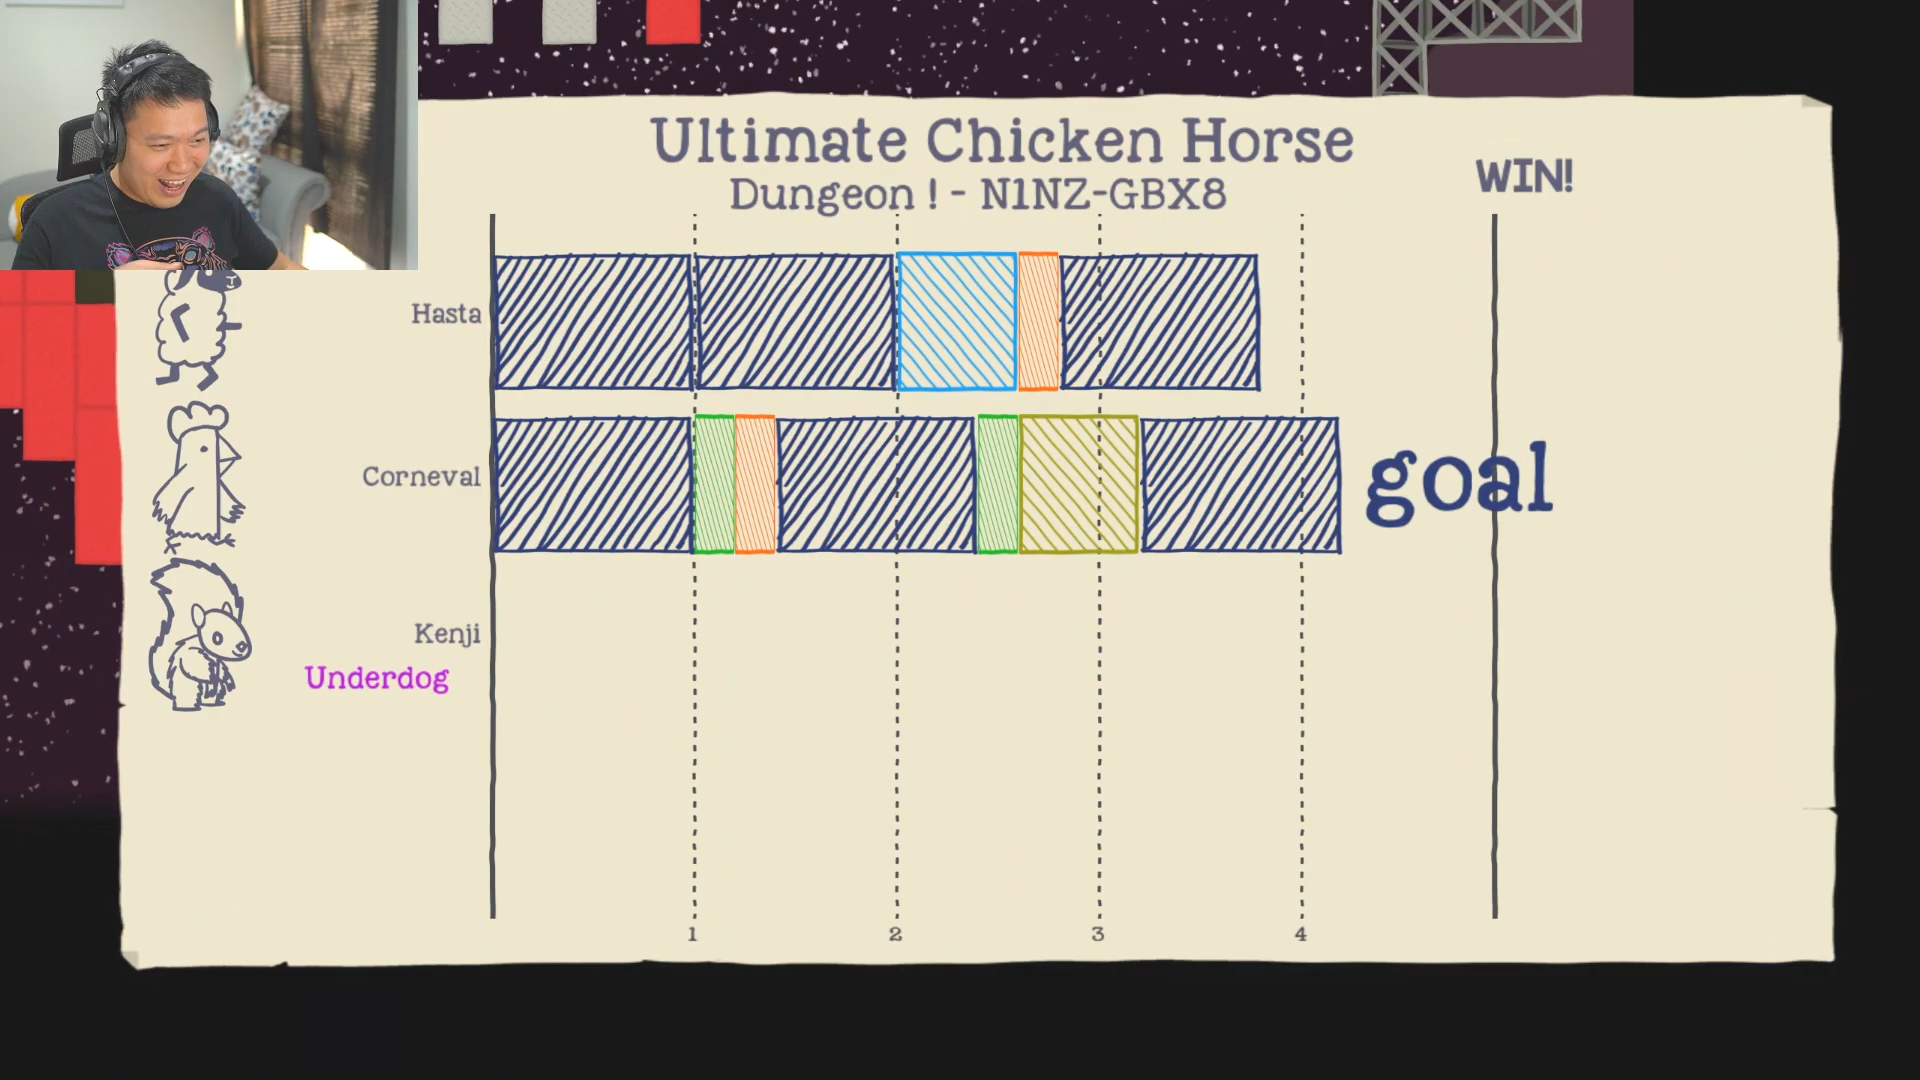 Ultimate Chicken Horse
Dungeon ! - N1NZ-GBX8
WIN!
Hasta
Corneval
goal
Kenji
Underdog
1 2 3 4